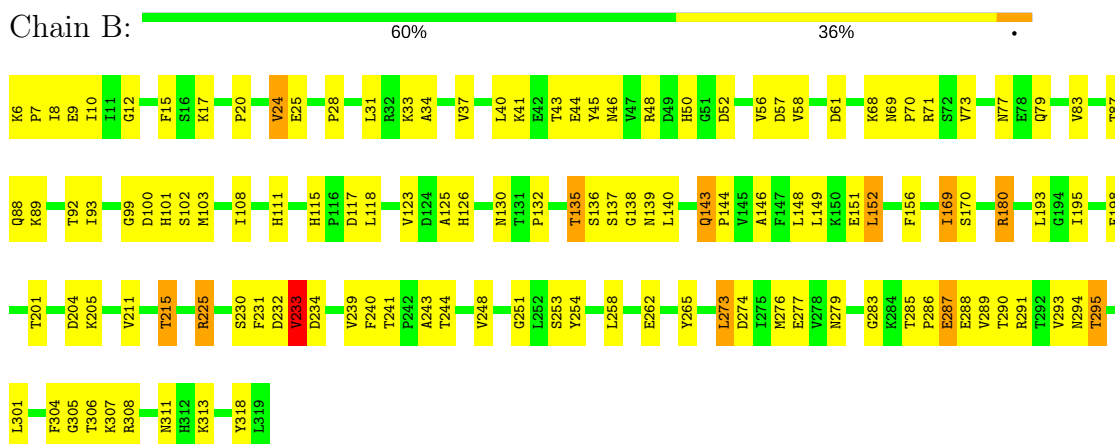 Chain B:
60% 36% •
K6 P7 I8 E9 I10 I11 G12 F15 S16 K17 P20 V24 E25 P28 L31 R32 K33 A34 V37 L40 K41 E42 T43 E44 Y45 N46 V47 R48 D49 H50 G51 D52 V56 D57 V58 D61 K68 N69 P70 R71 S72 V73 N77 E78 Q79 V83 T87
Q88 K89 T92 I93 G99 D100 H101 S102 M103 I108 H111 H115 P116 D117 L118 V123 D124 A125 H126 N130 T131 P132 T135 S136 S137 G138 N139 L140 Q143 P144 V145 A146 F147 L148 L149 K150 E151 L152 F156 I169 S170 R180 L193 G194 I195
T201 D204 K205 V211 T215 R225 S230 F231 D232 V233 D234 V239 F240 T241 P242 A243 T244 V248 G251 L252 S253 Y254 L258 E262 Y265 L273 D274 I275 M276 E277 V278 N279 G283 K284 T285 P286 E287 E288 V289 T290 R291 T292 V293 N294 T295
L301 F304 G305 T306 K307 R308 N311 H312 K313 Y318 L319